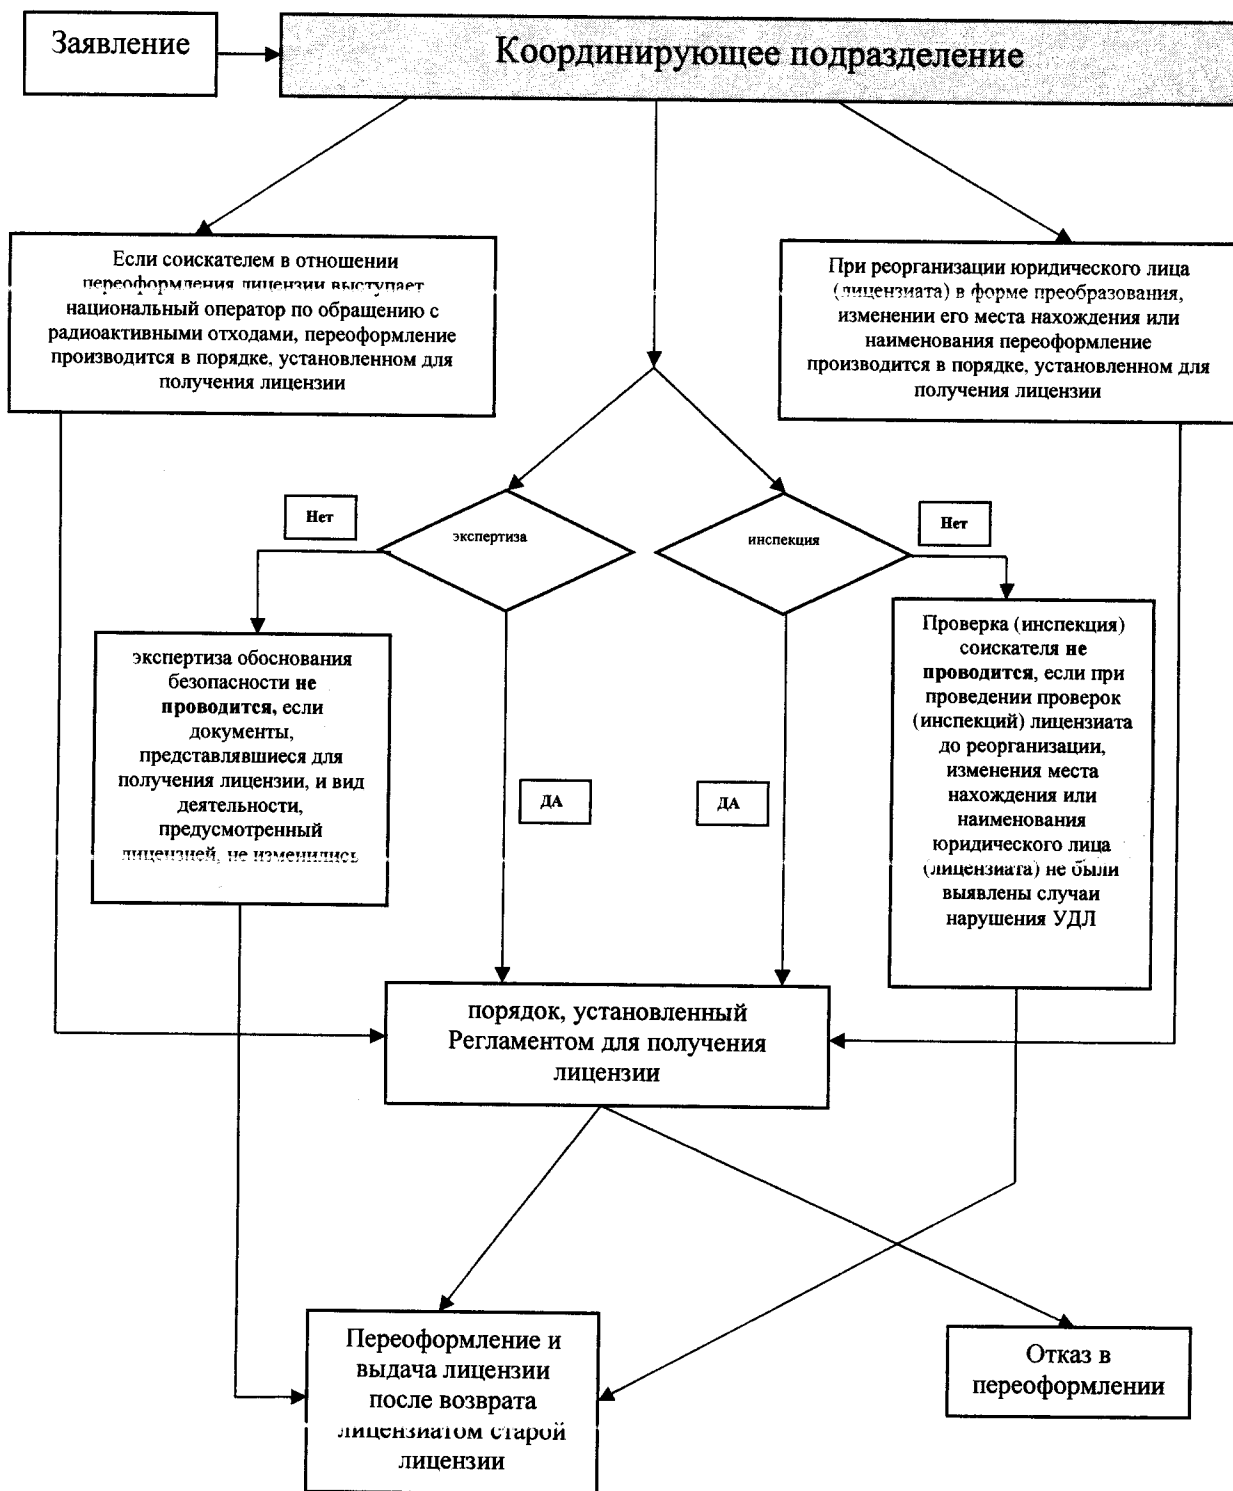 Заявление
Координирующее подразделение
Если соискателем в отношении
переоформления лицензии выступает
национальный оператор по обращению с
радиоактивными отходами, переоформление
производится в порядке, установленном для
получения лицензии
При реорганизации юридического лица
(лицензиата) в форме преобразования,
изменении его места нахождения или
наименования переоформление
производится в порядке, установленном для
получения лицензии
Нет
экспертиза
инспекция
Нет
экспертиза обоснования
безопасности не
проводится, если
документы,
представлявшиеся для
получения лицензии, и вид
деятельности,
предусмотренный
лицензией, не изменились
Проверка (инспекция)
соискателя не
проводится, если при
проведении проверок
(инспекций) лицензиата
до реорганизации,
изменения места
нахождения или
наименования
юридического лица
(лицензиата) не были
выявлены случаи
нарушения УДЛ
ДА
ДА
порядок, установленный
Регламентом для получения
лицензии
Переоформление и
выдача лицензии
после возврата
лицензиатом старой
лицензии
Отказ в
переоформлении